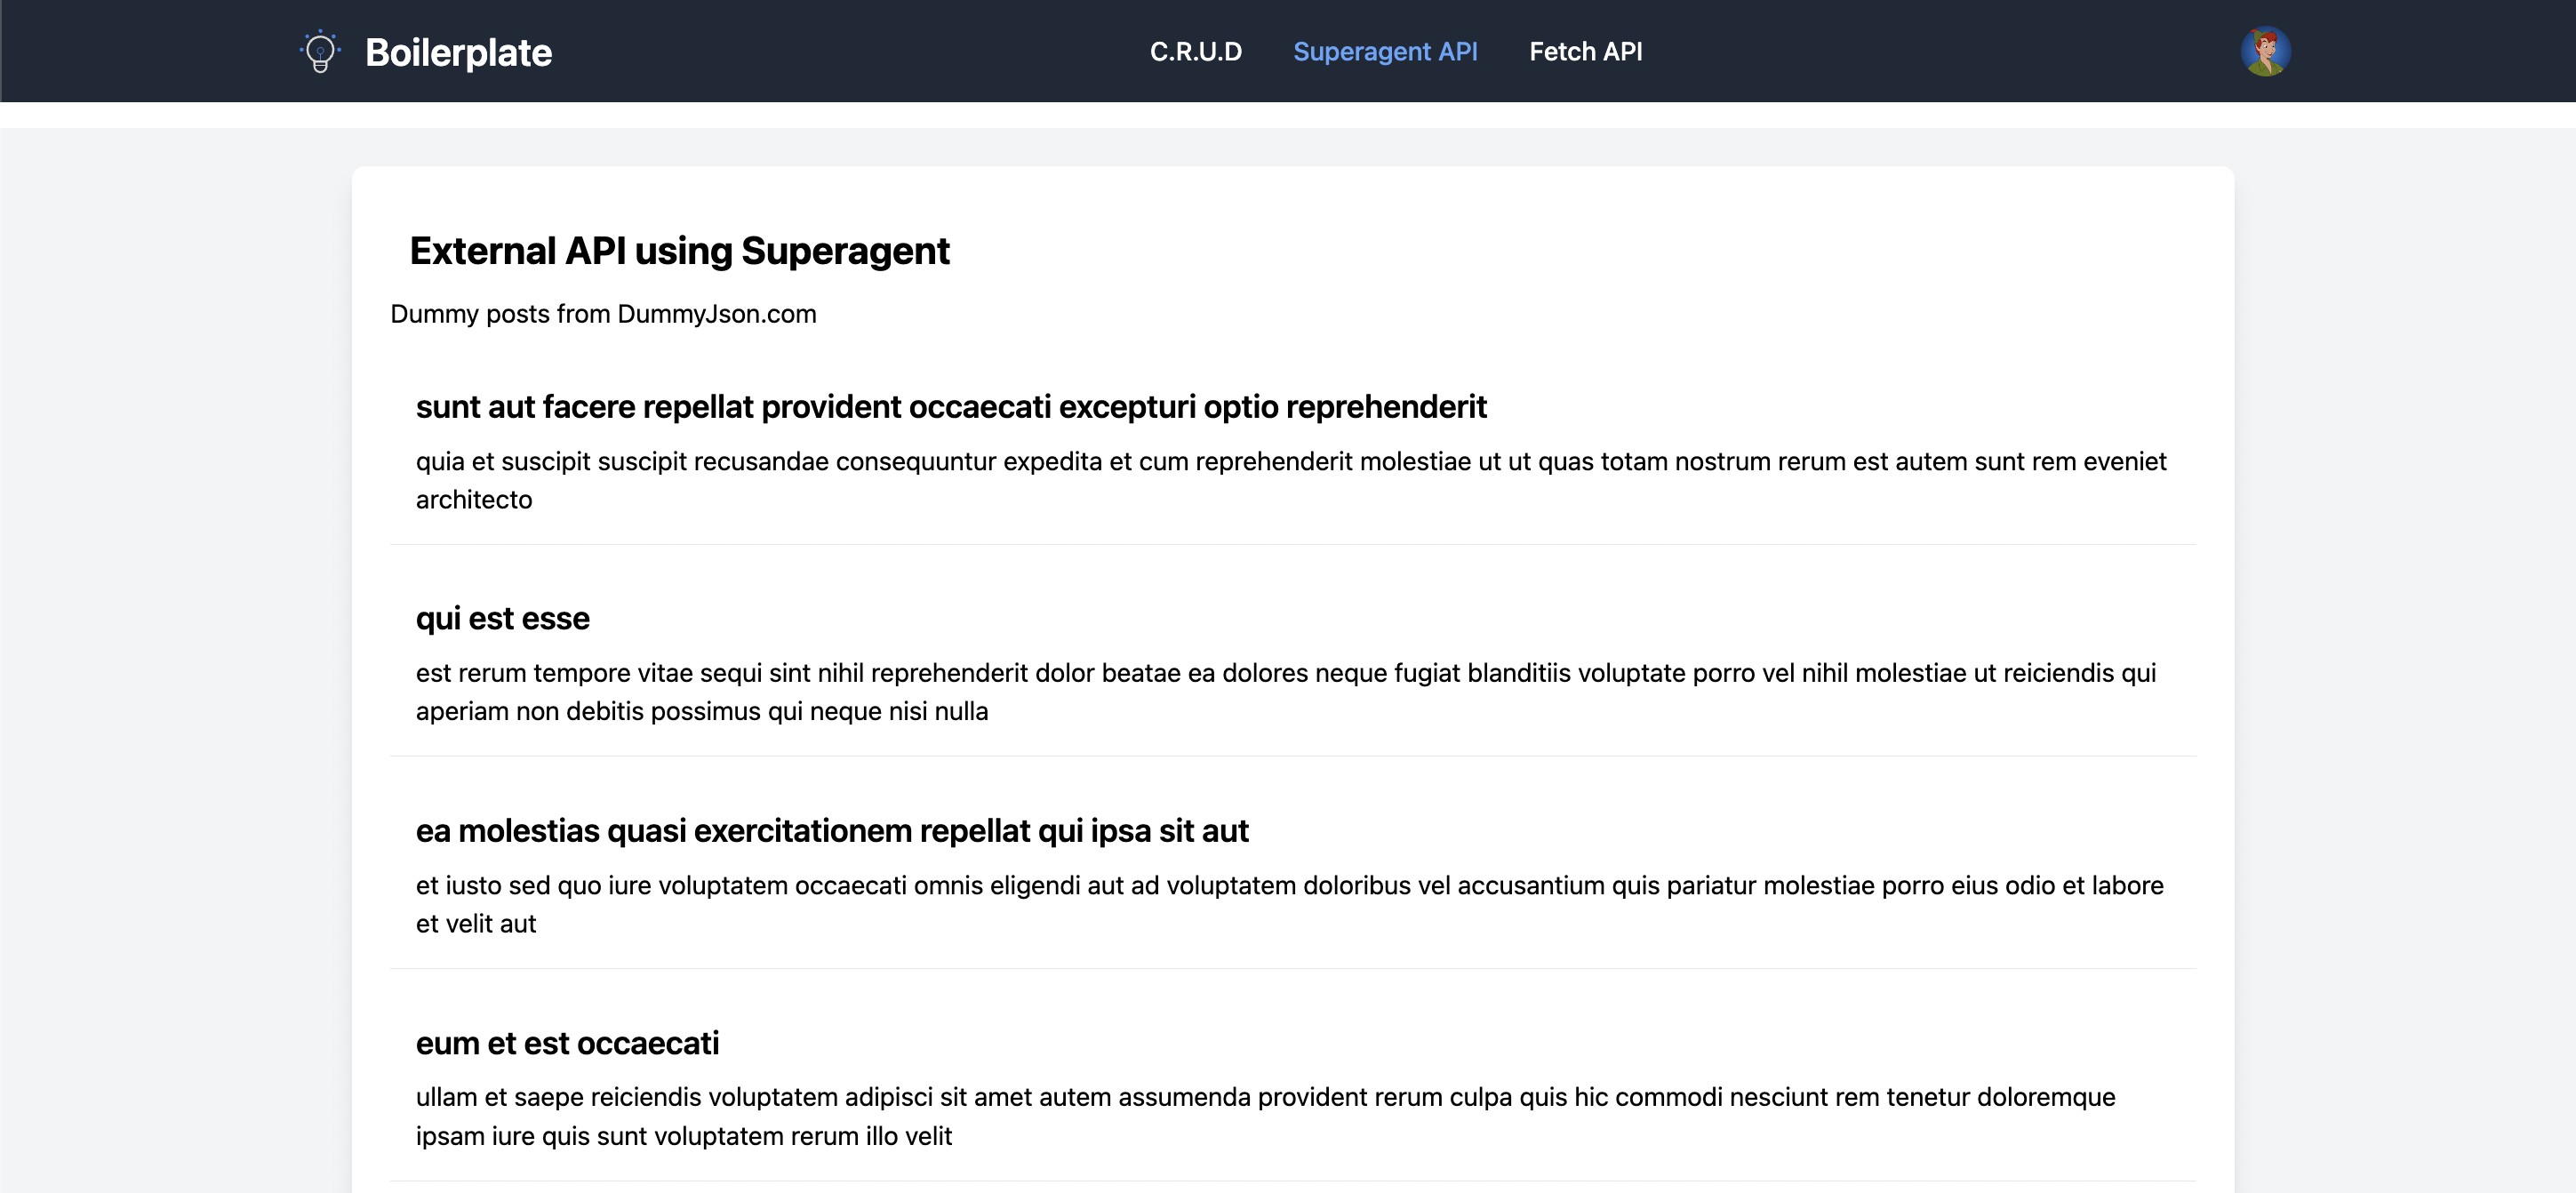 Boilerplate
C.R.U.D
Superagent API
Fetch API
External API using Superagent
Dummy posts from DummyJson.com
sunt aut facere repellat provident occaecati excepturi optio reprehenderit
quia et suscipit suscipit recusandae consequuntur expedita et cum reprehenderit molestiae ut ut quas totam nostrum rerum est autem sunt rem eveniet
architecto
qui est esse
est rerum tempore vitae sequi sint nihil reprehenderit dolor beatae ea dolores neque fugiat blanditiis voluptate porro vel nihil molestiae ut reiciendis qui
aperiam non debitis possimus qui neque nisi nulla
ea molestias quasi exercitationem repellat qui ipsa sit aut
et iusto sed quo iure voluptatem occaecati omnis eligendi aut ad voluptatem doloribus vel accusantium quis pariatur molestiae porro eius odio et labore
et velit aut
eum et est occaecati
ullam et saepe reiciendis voluptatem adipisci sit amet autem assumenda provident rerum culpa quis hic commodi nesciunt rem tenetur doloremque
ipsam iure quis sunt voluptatem rerum illo velit